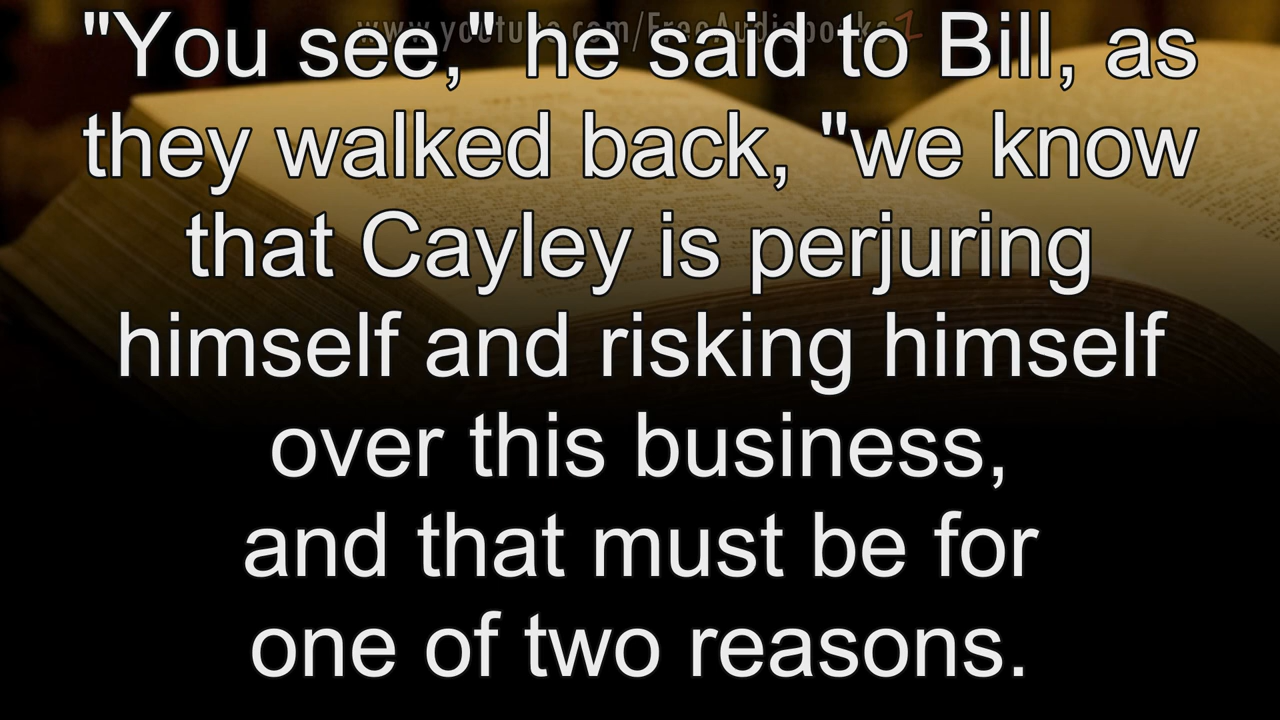 www.youtube.com/FreeAudiobooks1
"You see," he said to Bill, as
they walked back, "we know
that Cayley is perjuring
himself and risking himself
over this business,
and that must be for
one of two reasons.